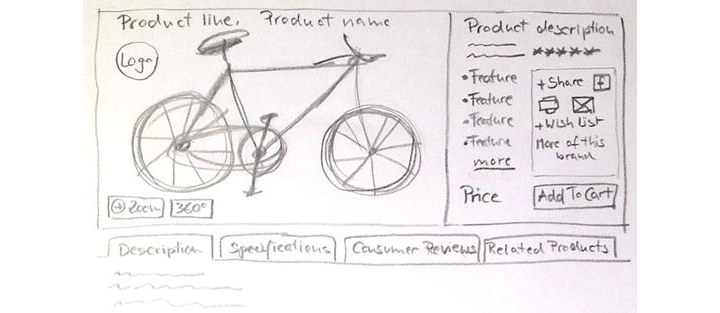 Product line, Product name
Logo
Zoom
360°
Product description
★★★★★
•Feature
•Feature
•Feature
•Feature
more
+Share f
+Wish List
More of this
brand
Price
Add To Cart
Description
Specifications
Consumer Reviews
Related Products